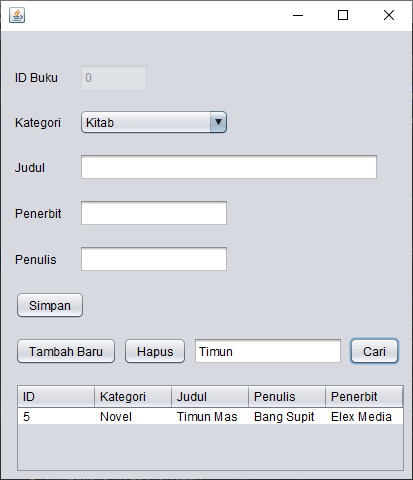 ID Buku 0
Kategori Kitab
Judul
Penerbit
Penulis
Simpan
Tambah Baru Hapus Timun Cari
ID Kategori Judul Penulis Penerbit
5 Novel Timun Mas Bang Supit Elex Media